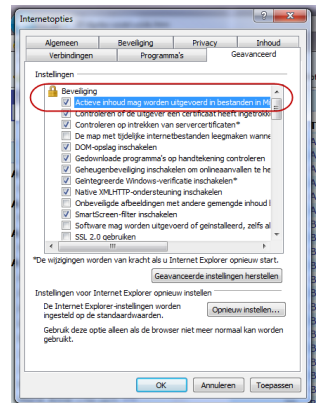 Internetopties
Algemeen Beveiliging Privacy Inhoud
Verbindingen Programma's Geavanceerd
Instellingen
Beveiliging
Actieve inhoud mag worden uitgevoerd in bestanden in
Controleren of de uitgever een certificaat heeft ingetrokk
Controleren op intrekken van servercertificaten*
De map met tijdelijke internetbestanden leegmaken wanne
DOM-opslag inschakelen
Gedownloade programma's op handtekening controleren
Geheugenbeveiliging inschakelen om onlineaanvallen te he
Geïntegreerde Windows-verificatie inschakelen*
Native XMLHTTP-ondersteuning inschakelen
Onbeveiligde afbeeldingen met andere gemengde inhoud
SmartScreen-filter inschakelen
Software mag worden uitgevoerd of geïnstalleerd, zelfs al
SSL 2.0 gebruiken
*De wijzigingen worden van kracht als u Internet Explorer opnieuw start.
Geavanceerde instellingen herstellen
Instellingen voor Internet Explorer opnieuw instellen
De Internet Explorer-instellingen worden
ingesteld op de standaardwaarden.
Opnieuw instellen...
Gebruik deze optie alleen als de browser niet meer normaal kan worden
gebruikt.
OK Annuleren Toepassen